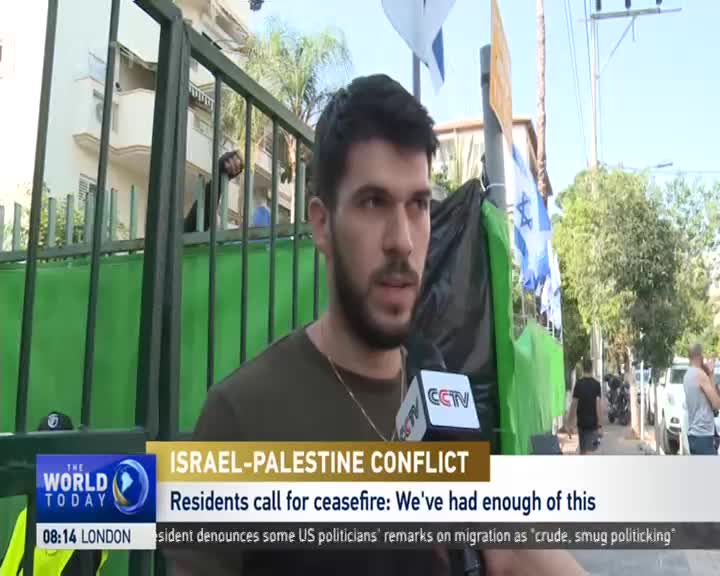 CCTV
CCTV
ISRAEL-PALESTINE CONFLICT
THE
WORLD
TODAY
Residents call for ceasefire: We've had enough of this
08:14 LONDON
esident denounces some US politicians' remarks on migration as "crude, smug politicking"